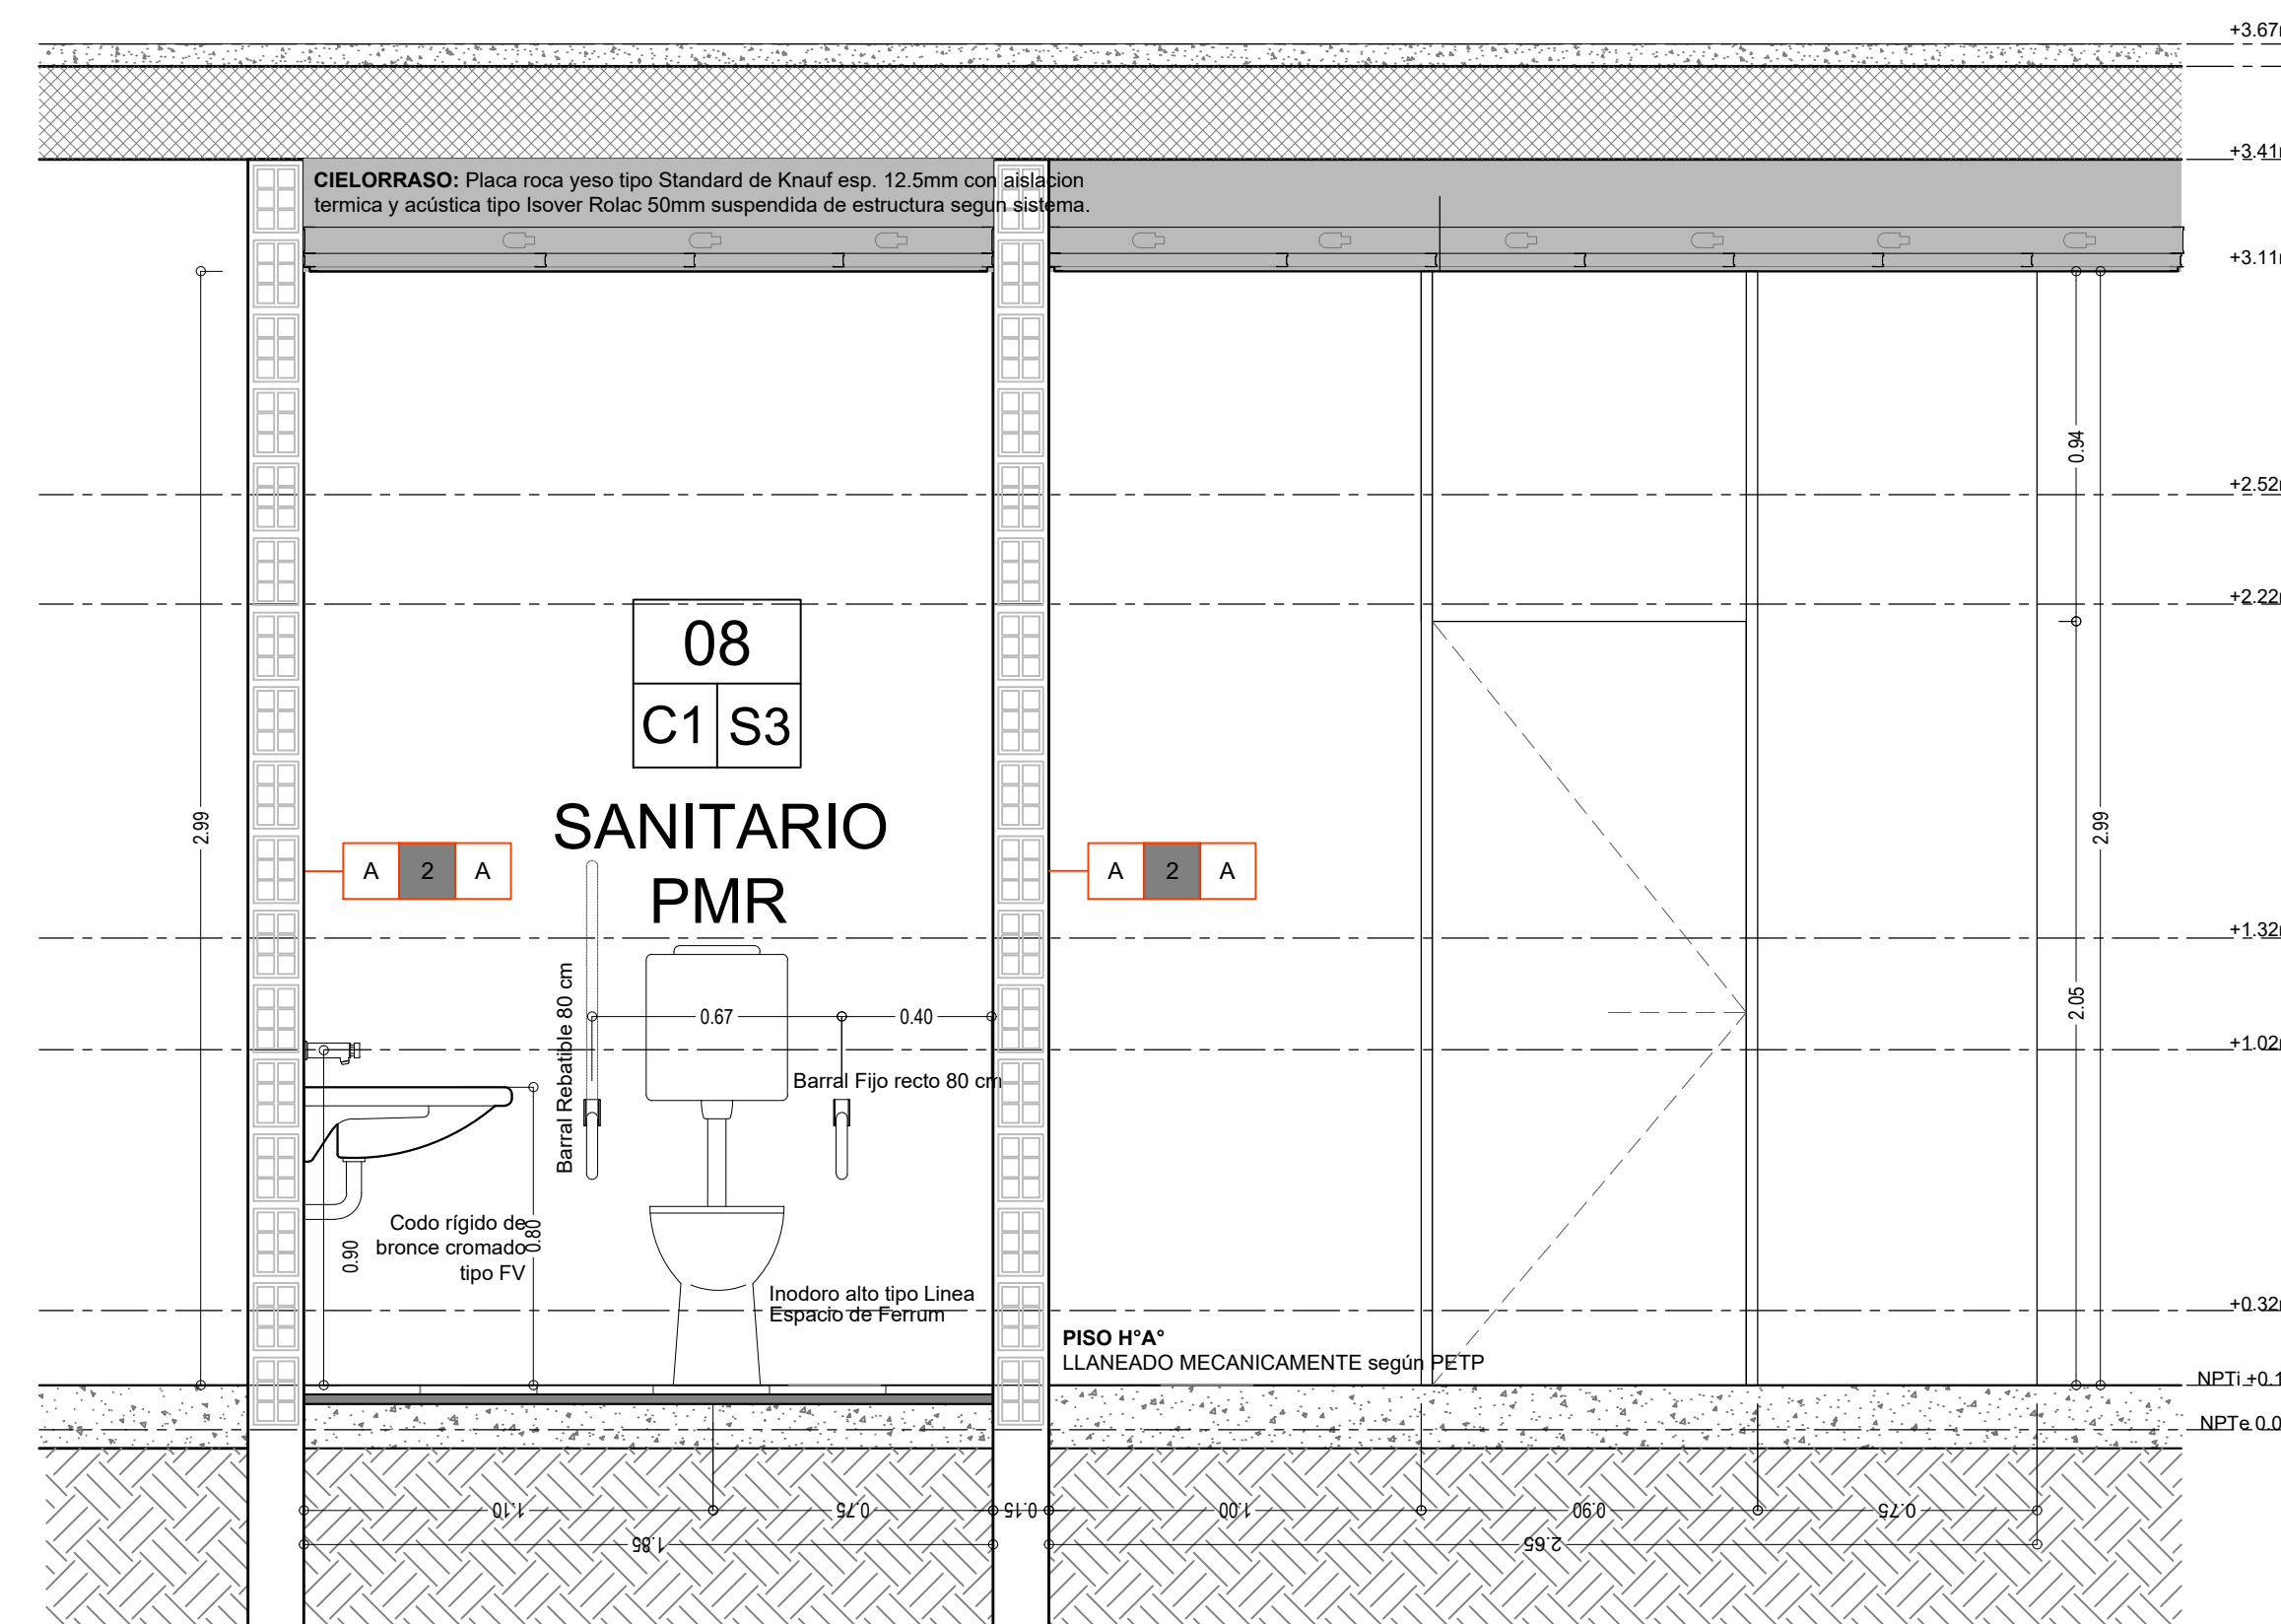 +3.67
+3.41
CIELORRASO: Placa roca yeso tipo Standard de Knauf esp. 12.5mm con aislacion
termica y acústica tipo Isover Rolac 50mm suspendida de estructura segun sistema.
+3.11
0.94
+2.52
+2.22
08
C1 S3
SANITARIO
PMR
2.99
A 2 A
A 2 A
2.99
+1.32
Barral Rebatible 80 cm
0.67
0.40
2.05
+1.02
Barral Fijo recto 80 cm
Codo rígido de
bronce cromado
tipo FV
0.80
0.90
Inodoro alto tipo Linea
Espacio de Ferrum
+0.32
PISO H°A°
LLANEADO MECANICAMENTE según PETP
NPTi +0.1
NPTe 0.0
1.10
0.75
0.15
1.00
0.90
0.75
1.85
2.65